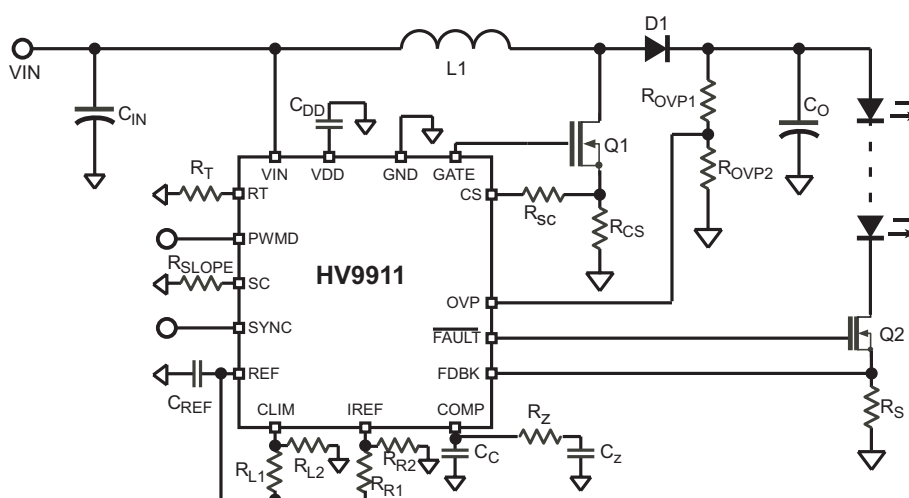 D1
VIN
L1
R_OVP1
C_DD
C_IN
C_O
Q1
R_OVP2
R_T
VIN
VDD
GND
GATE
RT
CS
R_SC
R_CS
PWMD
R_SLOPE
HV9911
SC
OVP
SYNC
FAULT
Q2
REF
FDBK
C_REF
CLIM
IREF
COMP
R_Z
R_S
R_L1
R_L2
R_R2
C_C
C_Z
R_R1